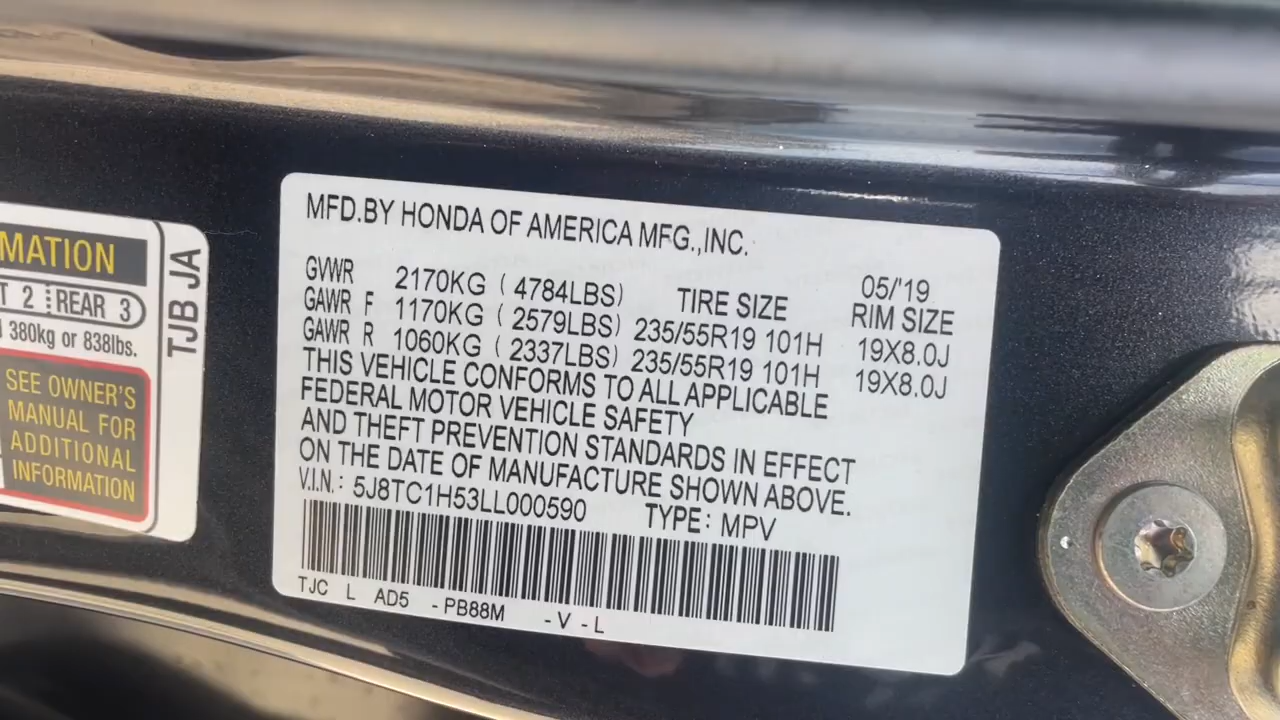 MATION
T 2 REAR 3
380kg or 838lbs.
SEE OWNER'S
MANUAL FOR
ADDITIONAL
INFORMATION
TJB JA
MFD.BY HONDA OF AMERICA MFG.,INC.
GVWR 2170KG ( 4784LBS) 05/'19
GAWR F 1170KG ( 2579LBS) TIRE SIZE RIM SIZE
235/55R19 101H 19X8.0J
GAWR R 1060KG ( 2337LBS) 235/55R19 101H 19X8.0J
THIS VEHICLE CONFORMS TO ALL APPLICABLE
FEDERAL MOTOR VEHICLE SAFETY
AND THEFT PREVENTION STANDARDS IN EFFECT
ON THE DATE OF MANUFACTURE SHOWN ABOVE.
V.I.N.: 5J8TC1H53LL000590 TYPE: MPV
TJC L AD5 -PB88M -V-L